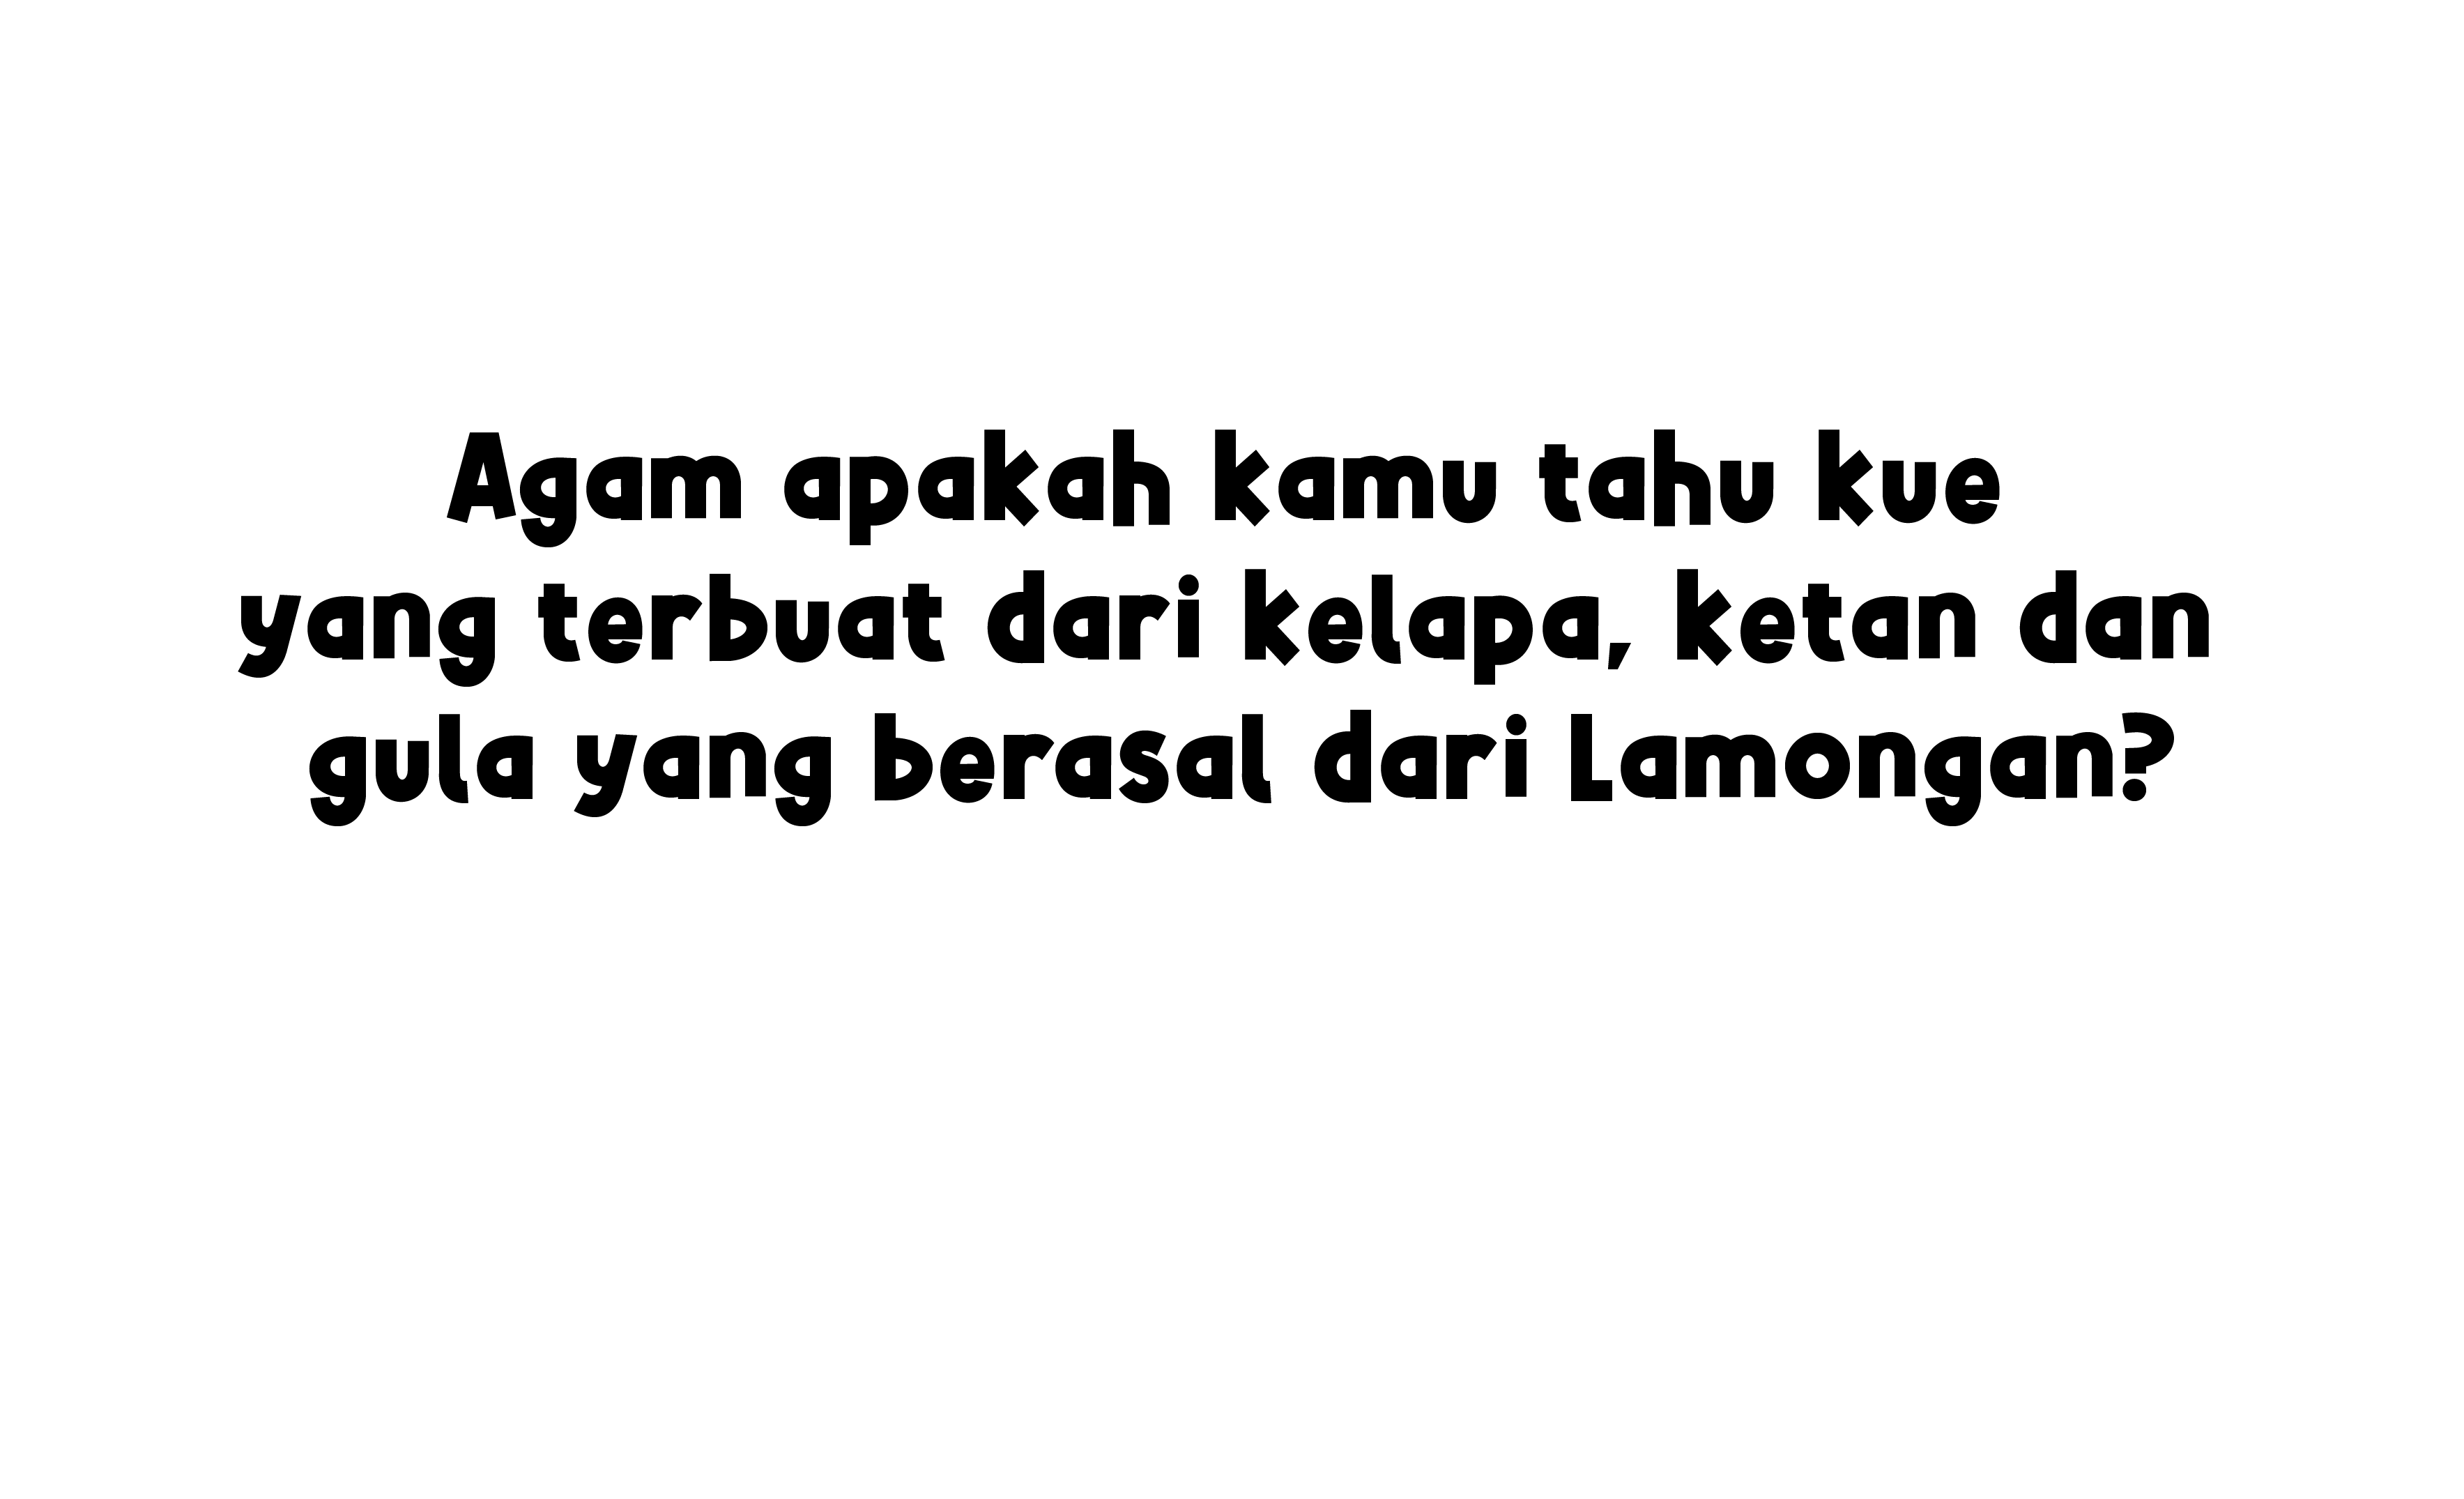 Agam apakah kamu tahu kue
yang terbuat dari kelapa, ketan dan
gula yang berasal dari Lamongan?